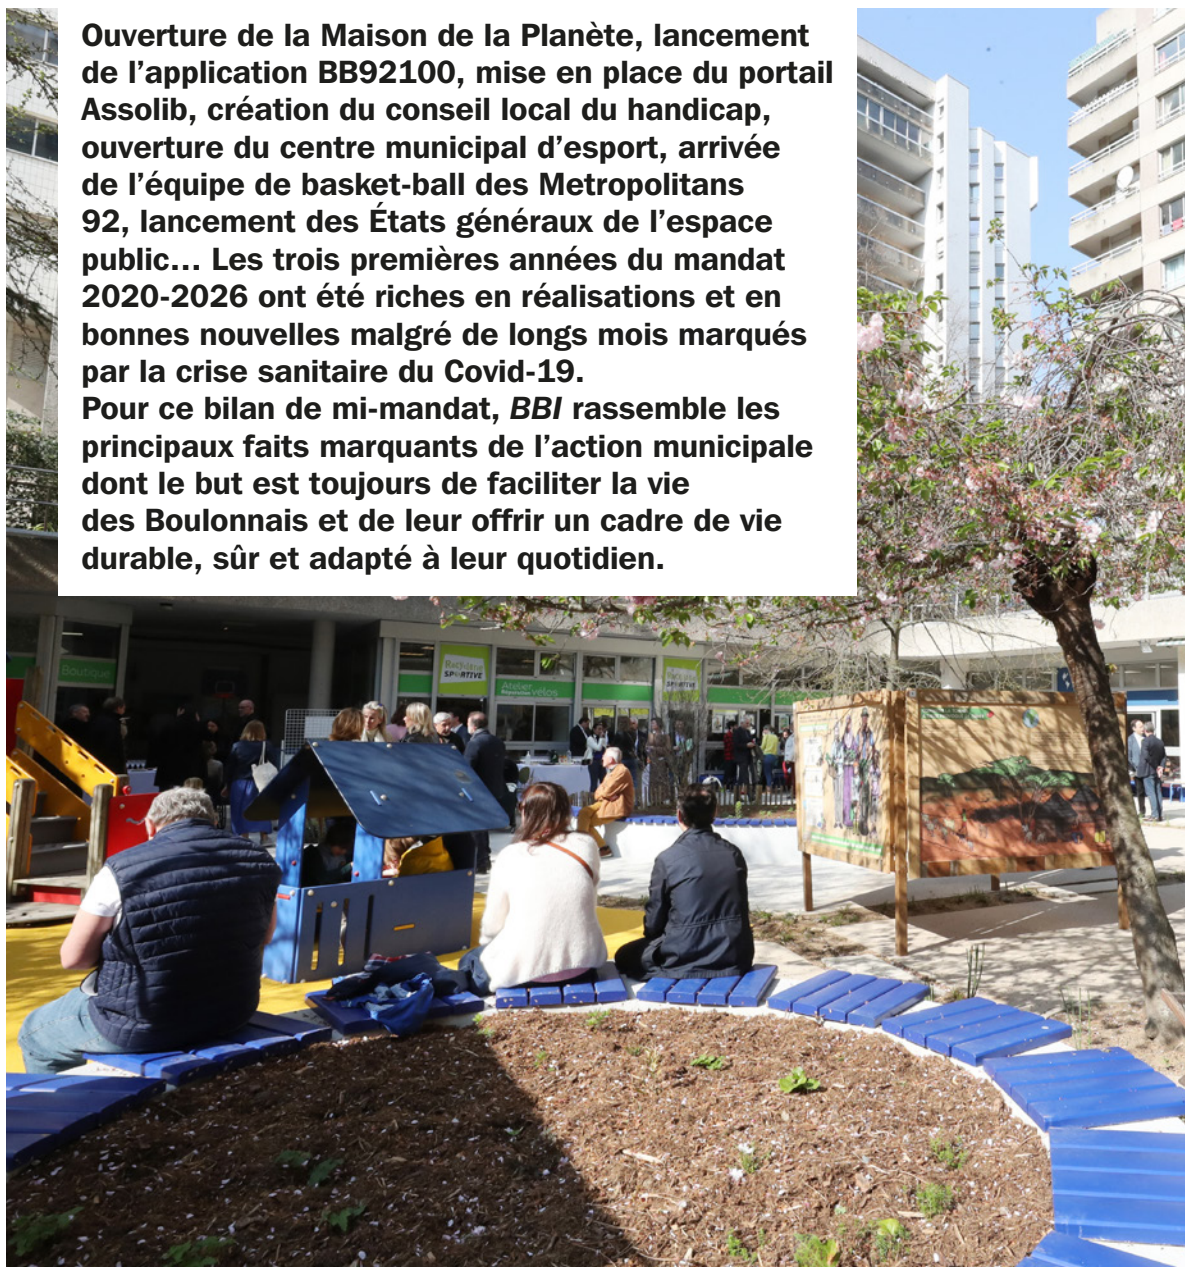 Ouverture de la Maison de la Planète, lancement
de l’application BB92100, mise en place du portail
Assolib, création du conseil local du handicap,
ouverture du centre municipal d’esport, arrivée
de l’équipe de basket-ball des Metropolitans
92, lancement des États généraux de l’espace
public… Les trois premières années du mandat
2020-2026 ont été riches en réalisations et en
bonnes nouvelles malgré de longs mois marqués
par la crise sanitaire du Covid-19.
Pour ce bilan de mi-mandat, BBI rassemble les
principaux faits marquants de l’action municipale
dont le but est toujours de faciliter la vie
des Boulonnais et de leur offrir un cadre de vie
durable, sûr et adapté à leur quotidien.
Boutique
SPORTIVE
Atelier
vélos
SPORTIVE